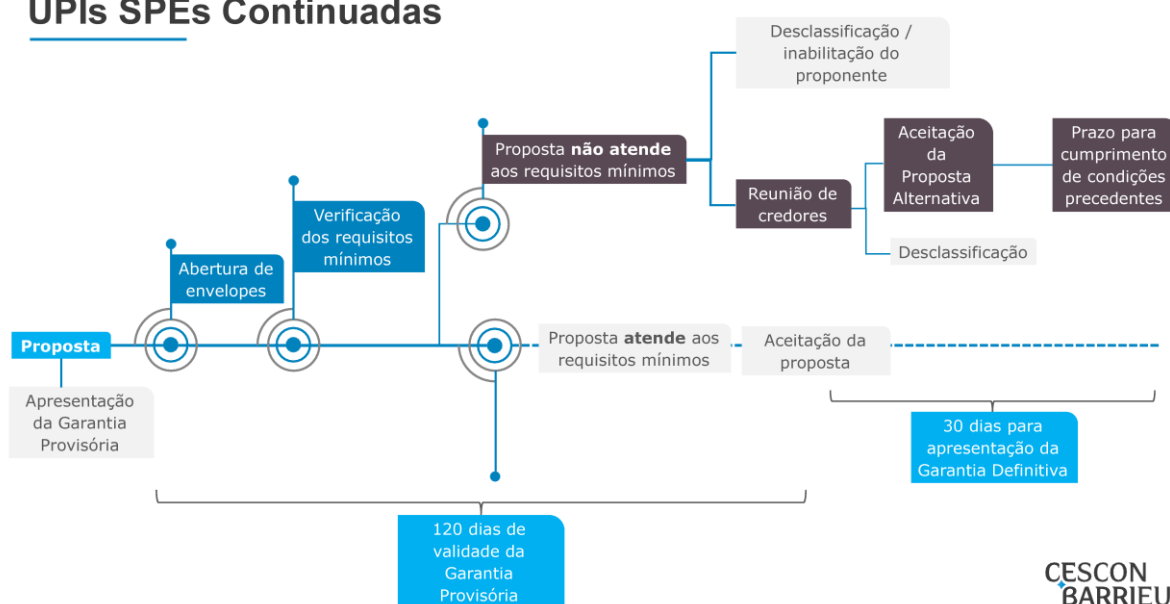 UPIs SPEs Continuadas
Desclassificação /
inabilitação do
proponente
Proposta não atende
aos requisitos mínimos
Aceitação
da
Proposta
Alternativa
Prazo para
cumprimento
de condições
precedentes
Reunião de
credores
Desclassificação
Verificação
dos requisitos
mínimos
Abertura de
envelopes
Proposta
Proposta atende aos
requisitos mínimos
Aceitação da
proposta
Apresentação
da Garantia
Provisória
30 dias para
apresentação da
Garantia Definitiva
120 dias de
validade da
Garantia
Provisória
CESCON
BARRIEU